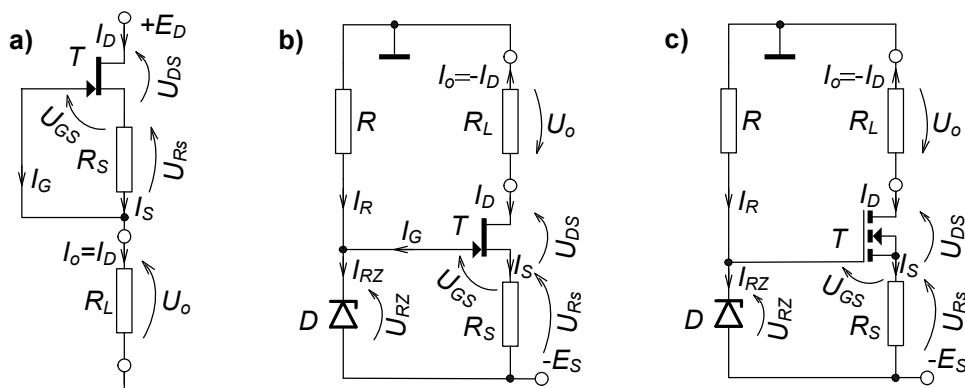 a)
+E_D
I_D
T
U_DS
U_GS
R_S
U_Rs
I_G
I_S
I_o=I_D
R_L
U_o
b)
I_o=-I_D
R
R_L
U_o
I_R
I_D
I_G
T
U_DS
I_S
I_RZ
U_GS
D
U_RZ
R_S
U_Rs
-E_S
c)
I_o=-I_D
R
R_L
U_o
I_R
I_D
T
U_DS
I_S
I_RZ
U_GS
D
U_RZ
R_S
U_Rs
-E_S